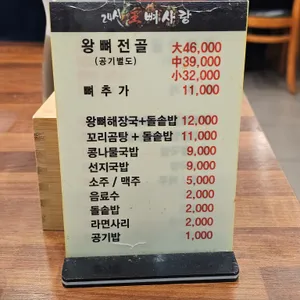 24시 王뼈사랑
왕뼈전골 大46,000
(공기별도) 中39,000
小32,000
뼈추가 11,000
왕뼈해장국+돌솥밥 12,000
꼬리곰탕 + 돌솥밥 11,000
콩나물국밥 9,000
선지국밥 9,000
소주 / 맥주 5,000
음료수 2,000
돌솥밥 2,000
라면사리 2,000
공기밥 1,000